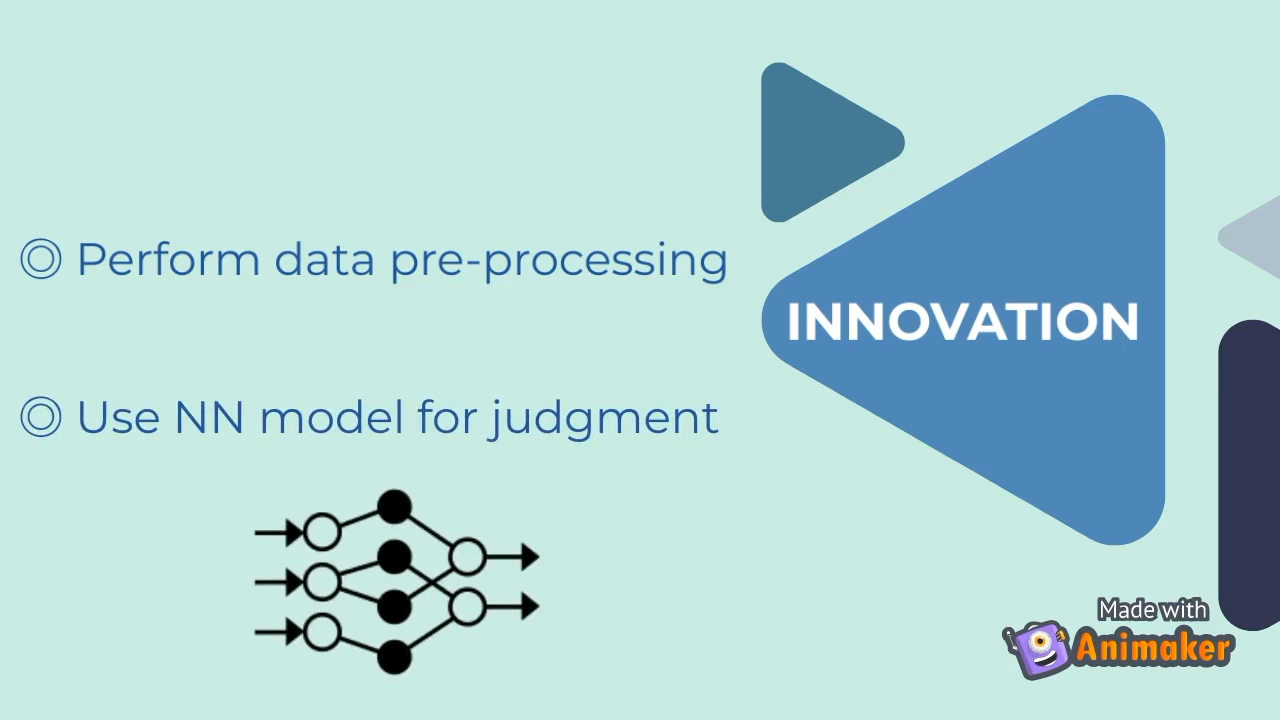 ◎ Perform data pre-processing
INNOVATION
◎ Use NN model for judgment
Made with
Animaker